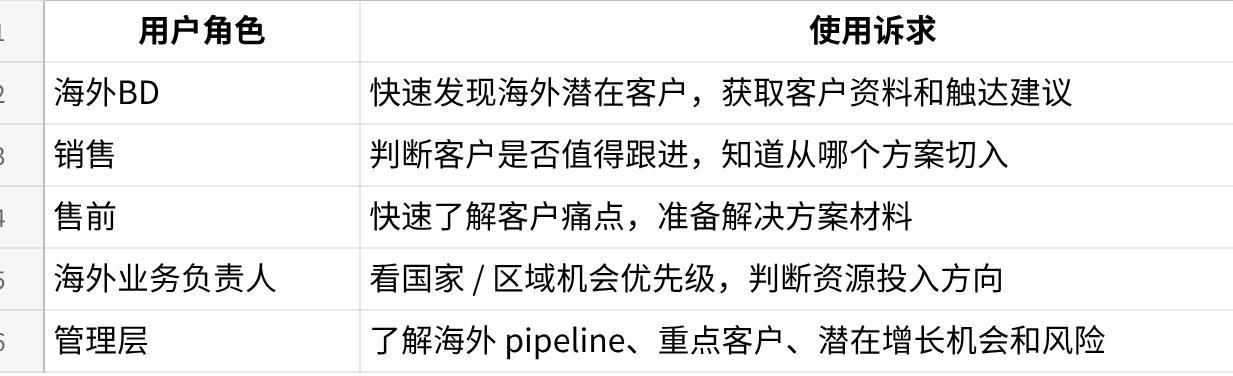 1 用户角色 使用诉求
2 海外BD 快速发现海外潜在客户，获取客户资料和触达建议
3 销售 判断客户是否值得跟进，知道从哪个方案切入
4 售前 快速了解客户痛点，准备解决方案材料
5 海外业务负责人 看国家 / 区域机会优先级，判断资源投入方向
6 管理层 了解海外 pipeline、重点客户、潜在增长机会和风险